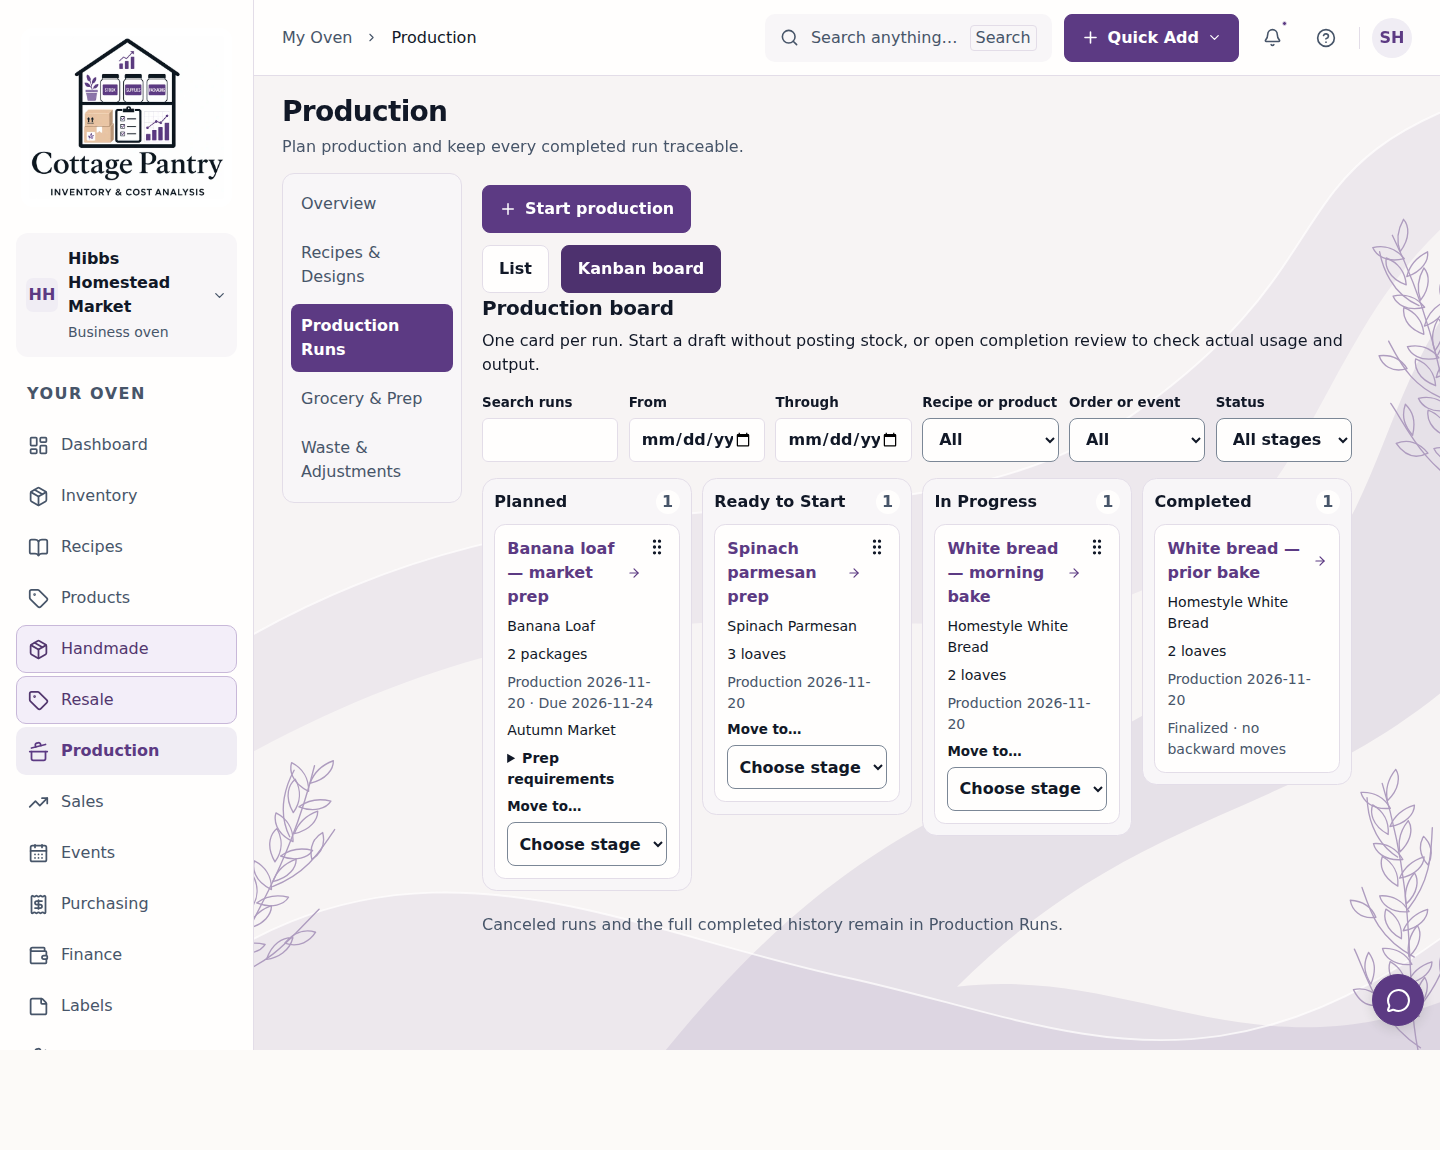 Cottage Pantry
INVENTORY & COST ANALYSIS
HH
Hibbs
Homestead
Market
Business oven
YOUR OVEN
Dashboard
Inventory
Recipes
Products
Handmade
Resale
Production
Sales
Events
Purchasing
Finance
Labels
My Oven > Production
Search anything... Search
+ Quick Add
SH
Production
Plan production and keep every completed run traceable.
Overview
Recipes &
Designs
Production
Runs
Grocery & Prep
Waste &
Adjustments
+ Start production
List
Kanban board
Production board
One card per run. Start a draft without posting stock, or open completion review to check actual usage and
output.
Search runs
From
mm/dd/yy
Through
mm/dd/yy
Recipe or product
All
Order or event
All
Status
All stages
Planned 1
Banana loaf
— market →
prep
Banana Loaf
2 packages
Production 2026-11-
20 · Due 2026-11-24
Autumn Market
▶ Prep
requirements
Move to…
Choose stage
Ready to Start 1
Spinach
parmesan →
prep
Spinach Parmesan
3 loaves
Production 2026-11-
20
Move to…
Choose stage
In Progress 1
White bread
— morning →
bake
Homestyle White
Bread
2 loaves
Production 2026-11-
20
Move to…
Choose stage
Completed 1
White bread —
prior bake →
Homestyle White
Bread
2 loaves
Production 2026-11-
20
Finalized · no
backward moves
Canceled runs and the full completed history remain in Production Runs.